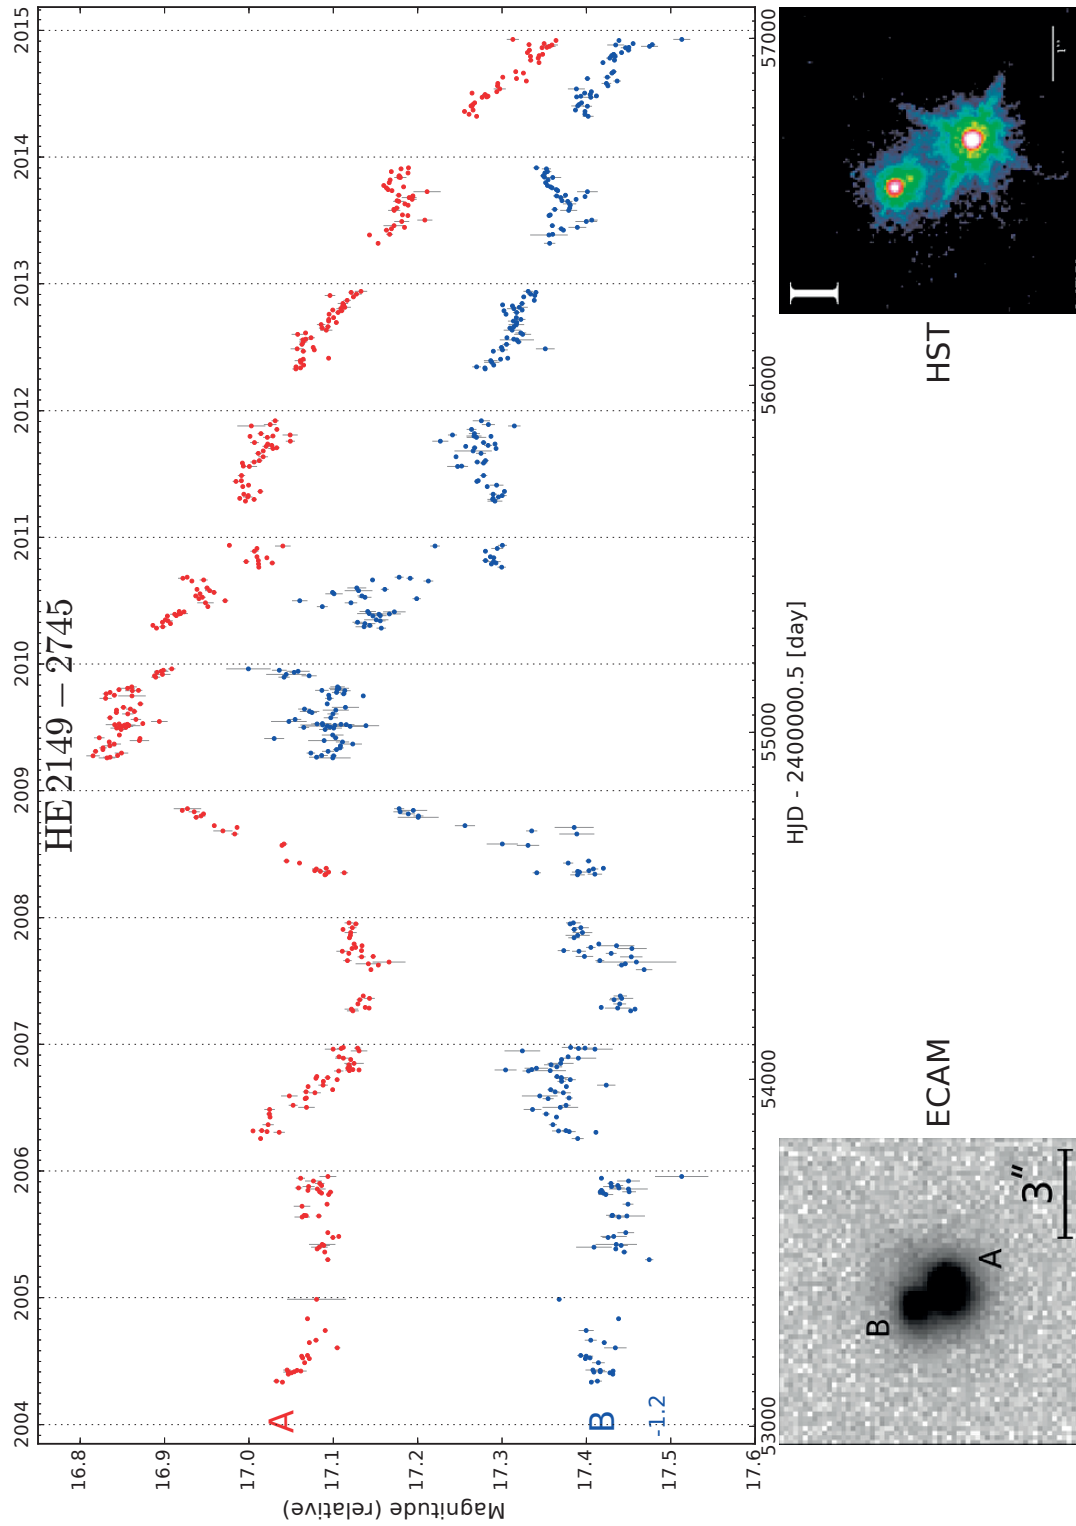 HE 2149 − 2745
2004 2005 2006 2007 2008 2009 2010 2011 2012 2013 2014 2015
Magnitude (relative)
16.8
16.9
17.0
17.1
17.2
17.3
17.4
17.5
17.6
A
B
-1.2
53000 54000 55000 56000 57000
HJD - 2400000.5 [day]
B
A
3"
ECAM
HST
I
1"